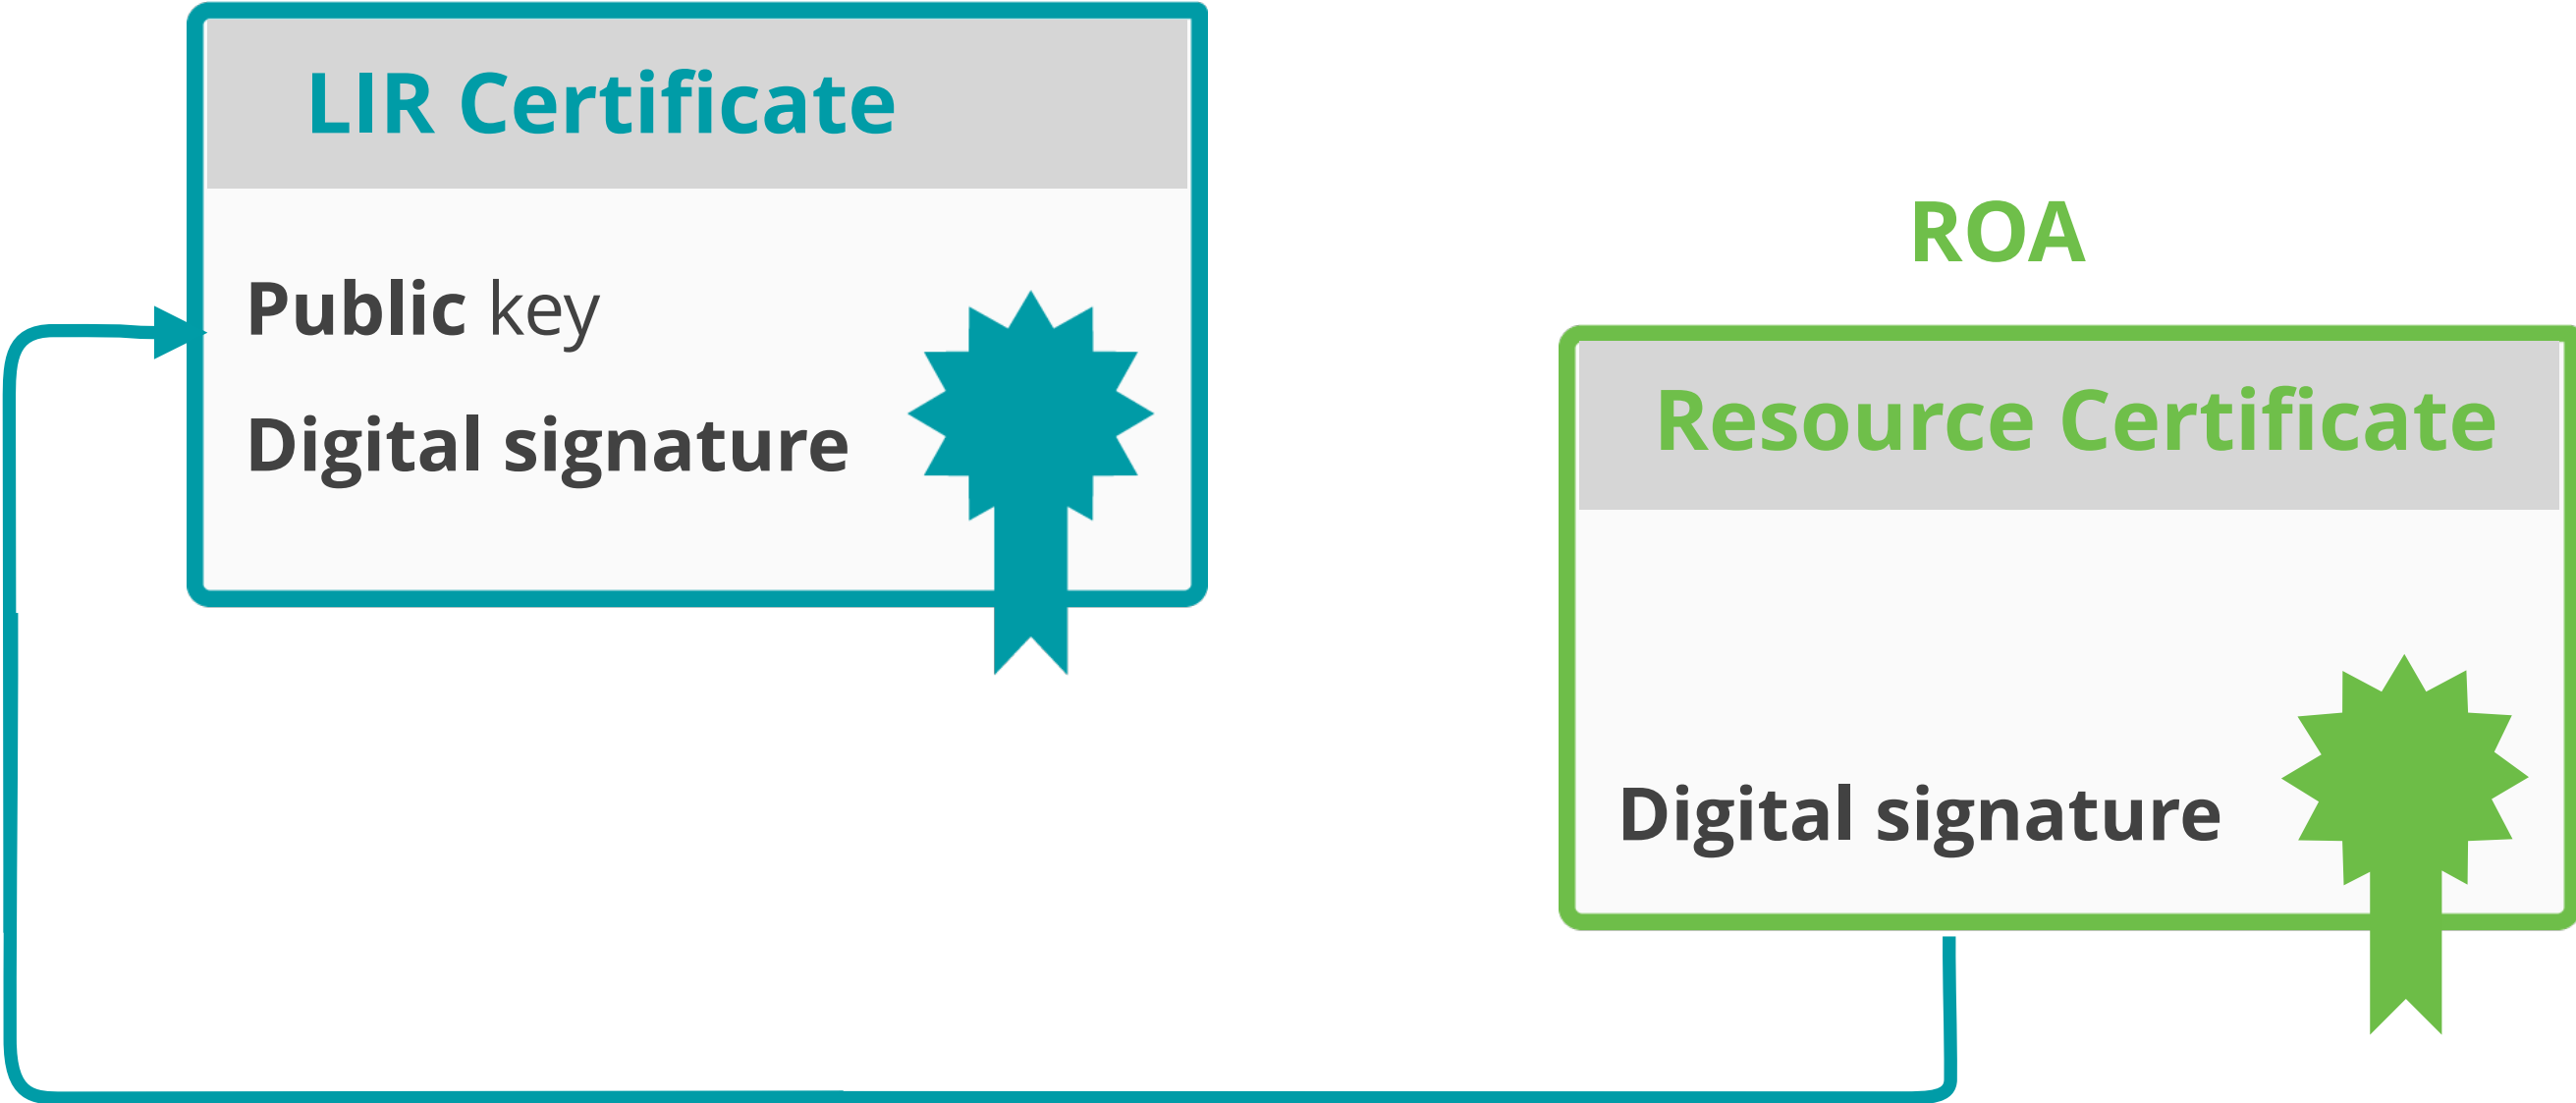 LIR Certificate
Public key
Digital signature
ROA
Resource Certificate
Digital signature